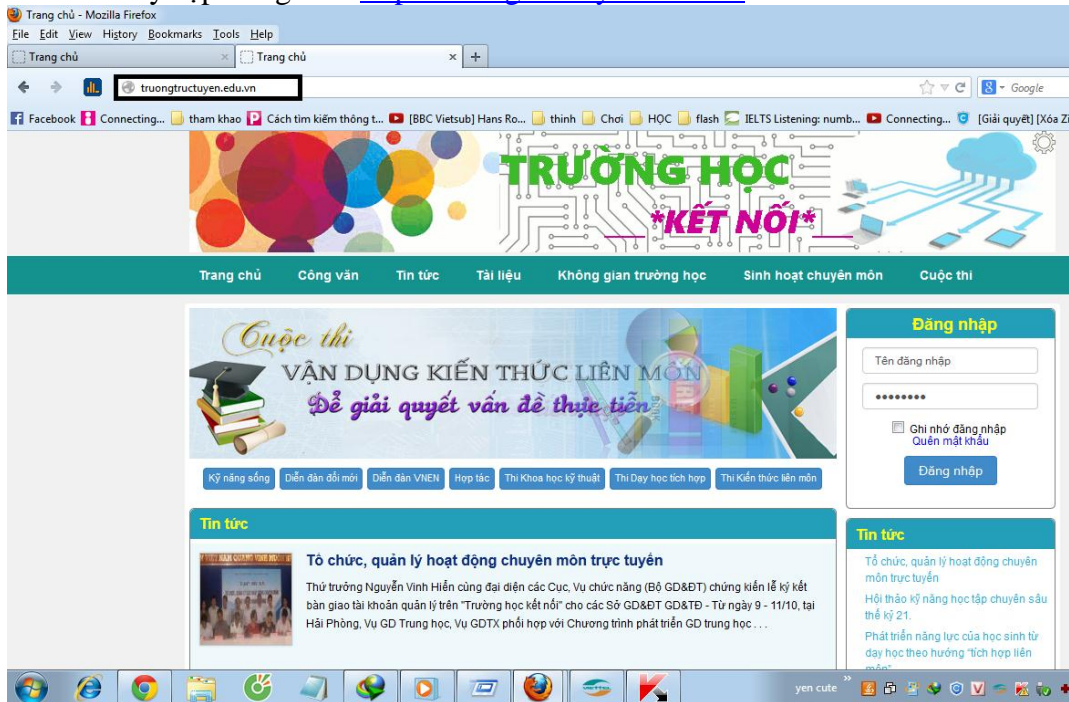 Trang chủ - Mozilla Firefox
File Edit View History Bookmarks Tools Help
Trang chủ × Trang chủ × +
truongtructuyen.edu.vn
Google
Facebook Connecting... tham khao Cách tìm kiếm thông t... [BBC Vietsub] Hans Ro... thinh Chơi HỌC flash IELTS Listening: numb... Connecting... [Giải quyết] [Xóa Zi
TRƯỜNG HỌC
*KẾT NỐI*
Trang chủ Công văn Tin tức Tài liệu Không gian trường học Sinh hoạt chuyên môn Cuộc thi
Cuộc thi
VẬN DỤNG KIẾN THỨC LIÊN MÔN
Để giải quyết vấn đề thực tiễn
Kỹ năng sống Diễn đàn đổi mới Diễn đàn VNEN Hợp tác Thi Khoa học kỹ thuật Thi Dạy học tích hợp Thi Kiến thức liên môn
Đăng nhập
Tên đăng nhập
••••••••
Ghi nhớ đăng nhập
Quên mật khẩu
Đăng nhập
Tin tức
Tổ chức, quản lý hoạt động chuyên môn trực tuyến
Thứ trưởng Nguyễn Vinh Hiển cùng đại diện các Cục, Vụ chức năng (Bộ GD&ĐT) chứng kiến lễ ký kết
bàn giao tài khoản quản lý trên "Trường học kết nối" cho các Sở GD&ĐT GD&TĐ - Từ ngày 9 - 11/10, tại
Hải Phòng, Vụ GD Trung học, Vụ GDTX phối hợp với Chương trình phát triển GD trung học . . .
Tin tức
Tổ chức, quản lý hoạt động chuyên
môn trực tuyến
Hội thảo kỹ năng học tập chuyên sâu
thế kỷ 21.
Phát triển năng lực của học sinh từ
dạy học theo hướng "tích hợp liên
môn"
yen cute